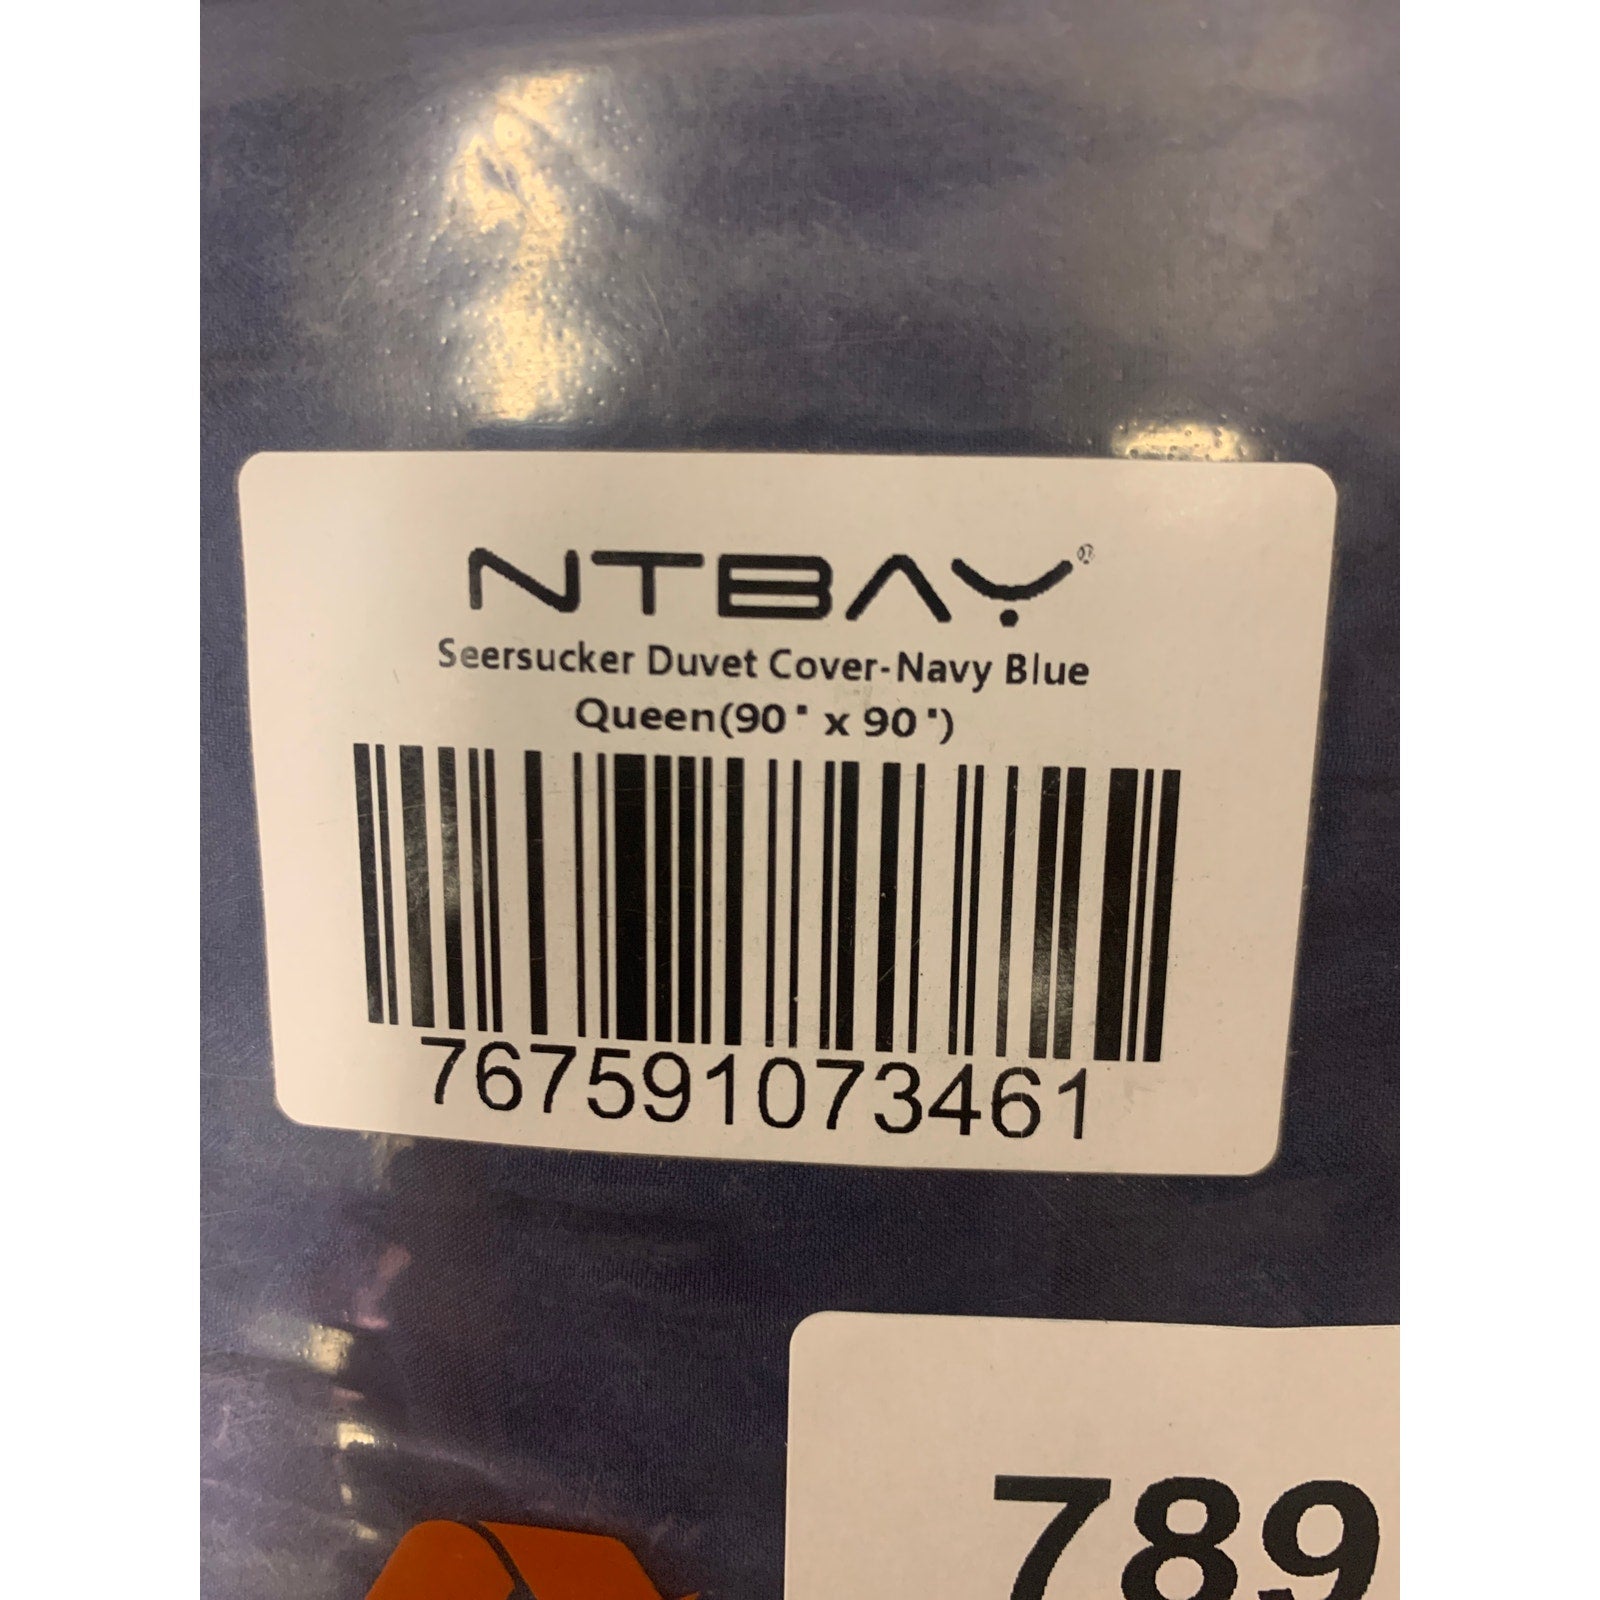 NTBAY®
Seersucker Duvet Cover-Navy Blue
Queen(90" x 90")
767591073461
789